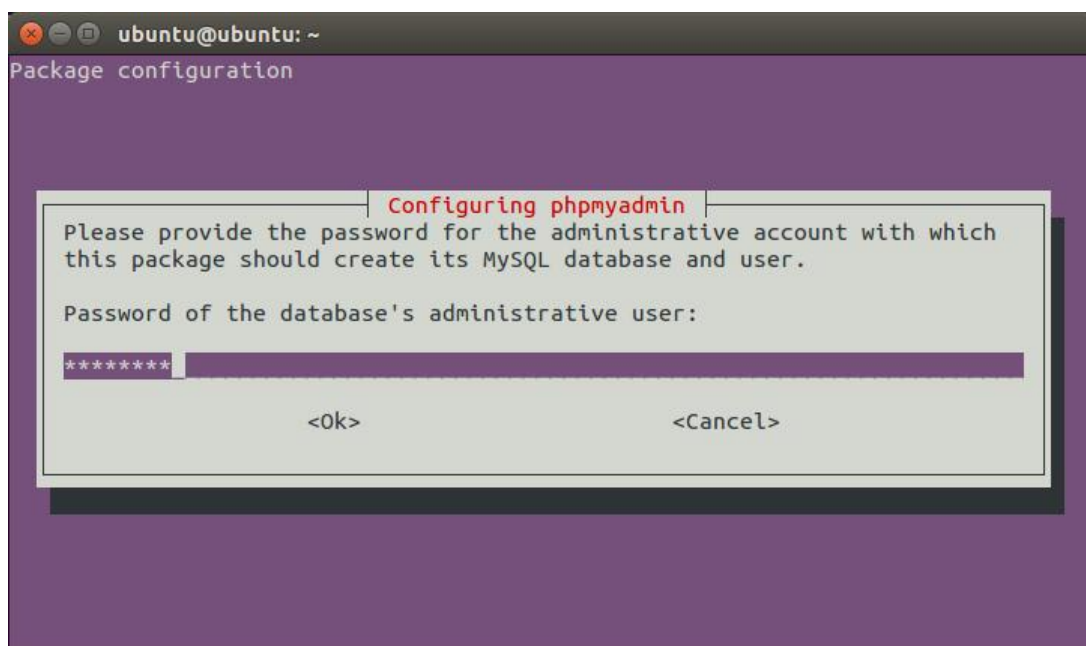 ubuntu@ubuntu: ~
Package configuration
Configuring phpmyadmin
Please provide the password for the administrative account with which
this package should create its MySQL database and user.
Password of the database's administrative user:
********_
<Ok> <Cancel>